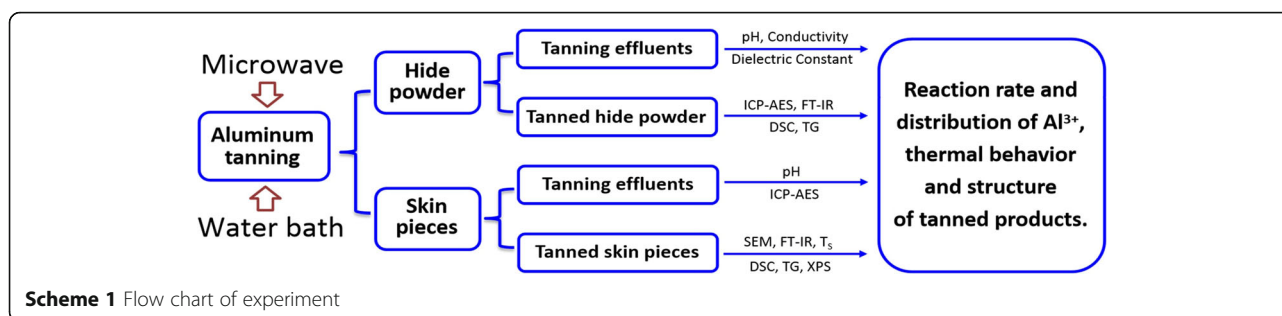 Microwave
Aluminum
tanning
Water bath
Hide
powder
Skin
pieces
Tanning effluents
pH, Conductivity
Dielectric Constant
Tanned hide powder
ICP-AES, FT-IR
DSC, TG
Tanning effluents
pH
ICP-AES
Tanned skin pieces
SEM, FT-IR, Tₛ
DSC, TG, XPS
Reaction rate and
distribution of Al³⁺,
thermal behavior
and structure
of tanned products.
Scheme 1 Flow chart of experiment